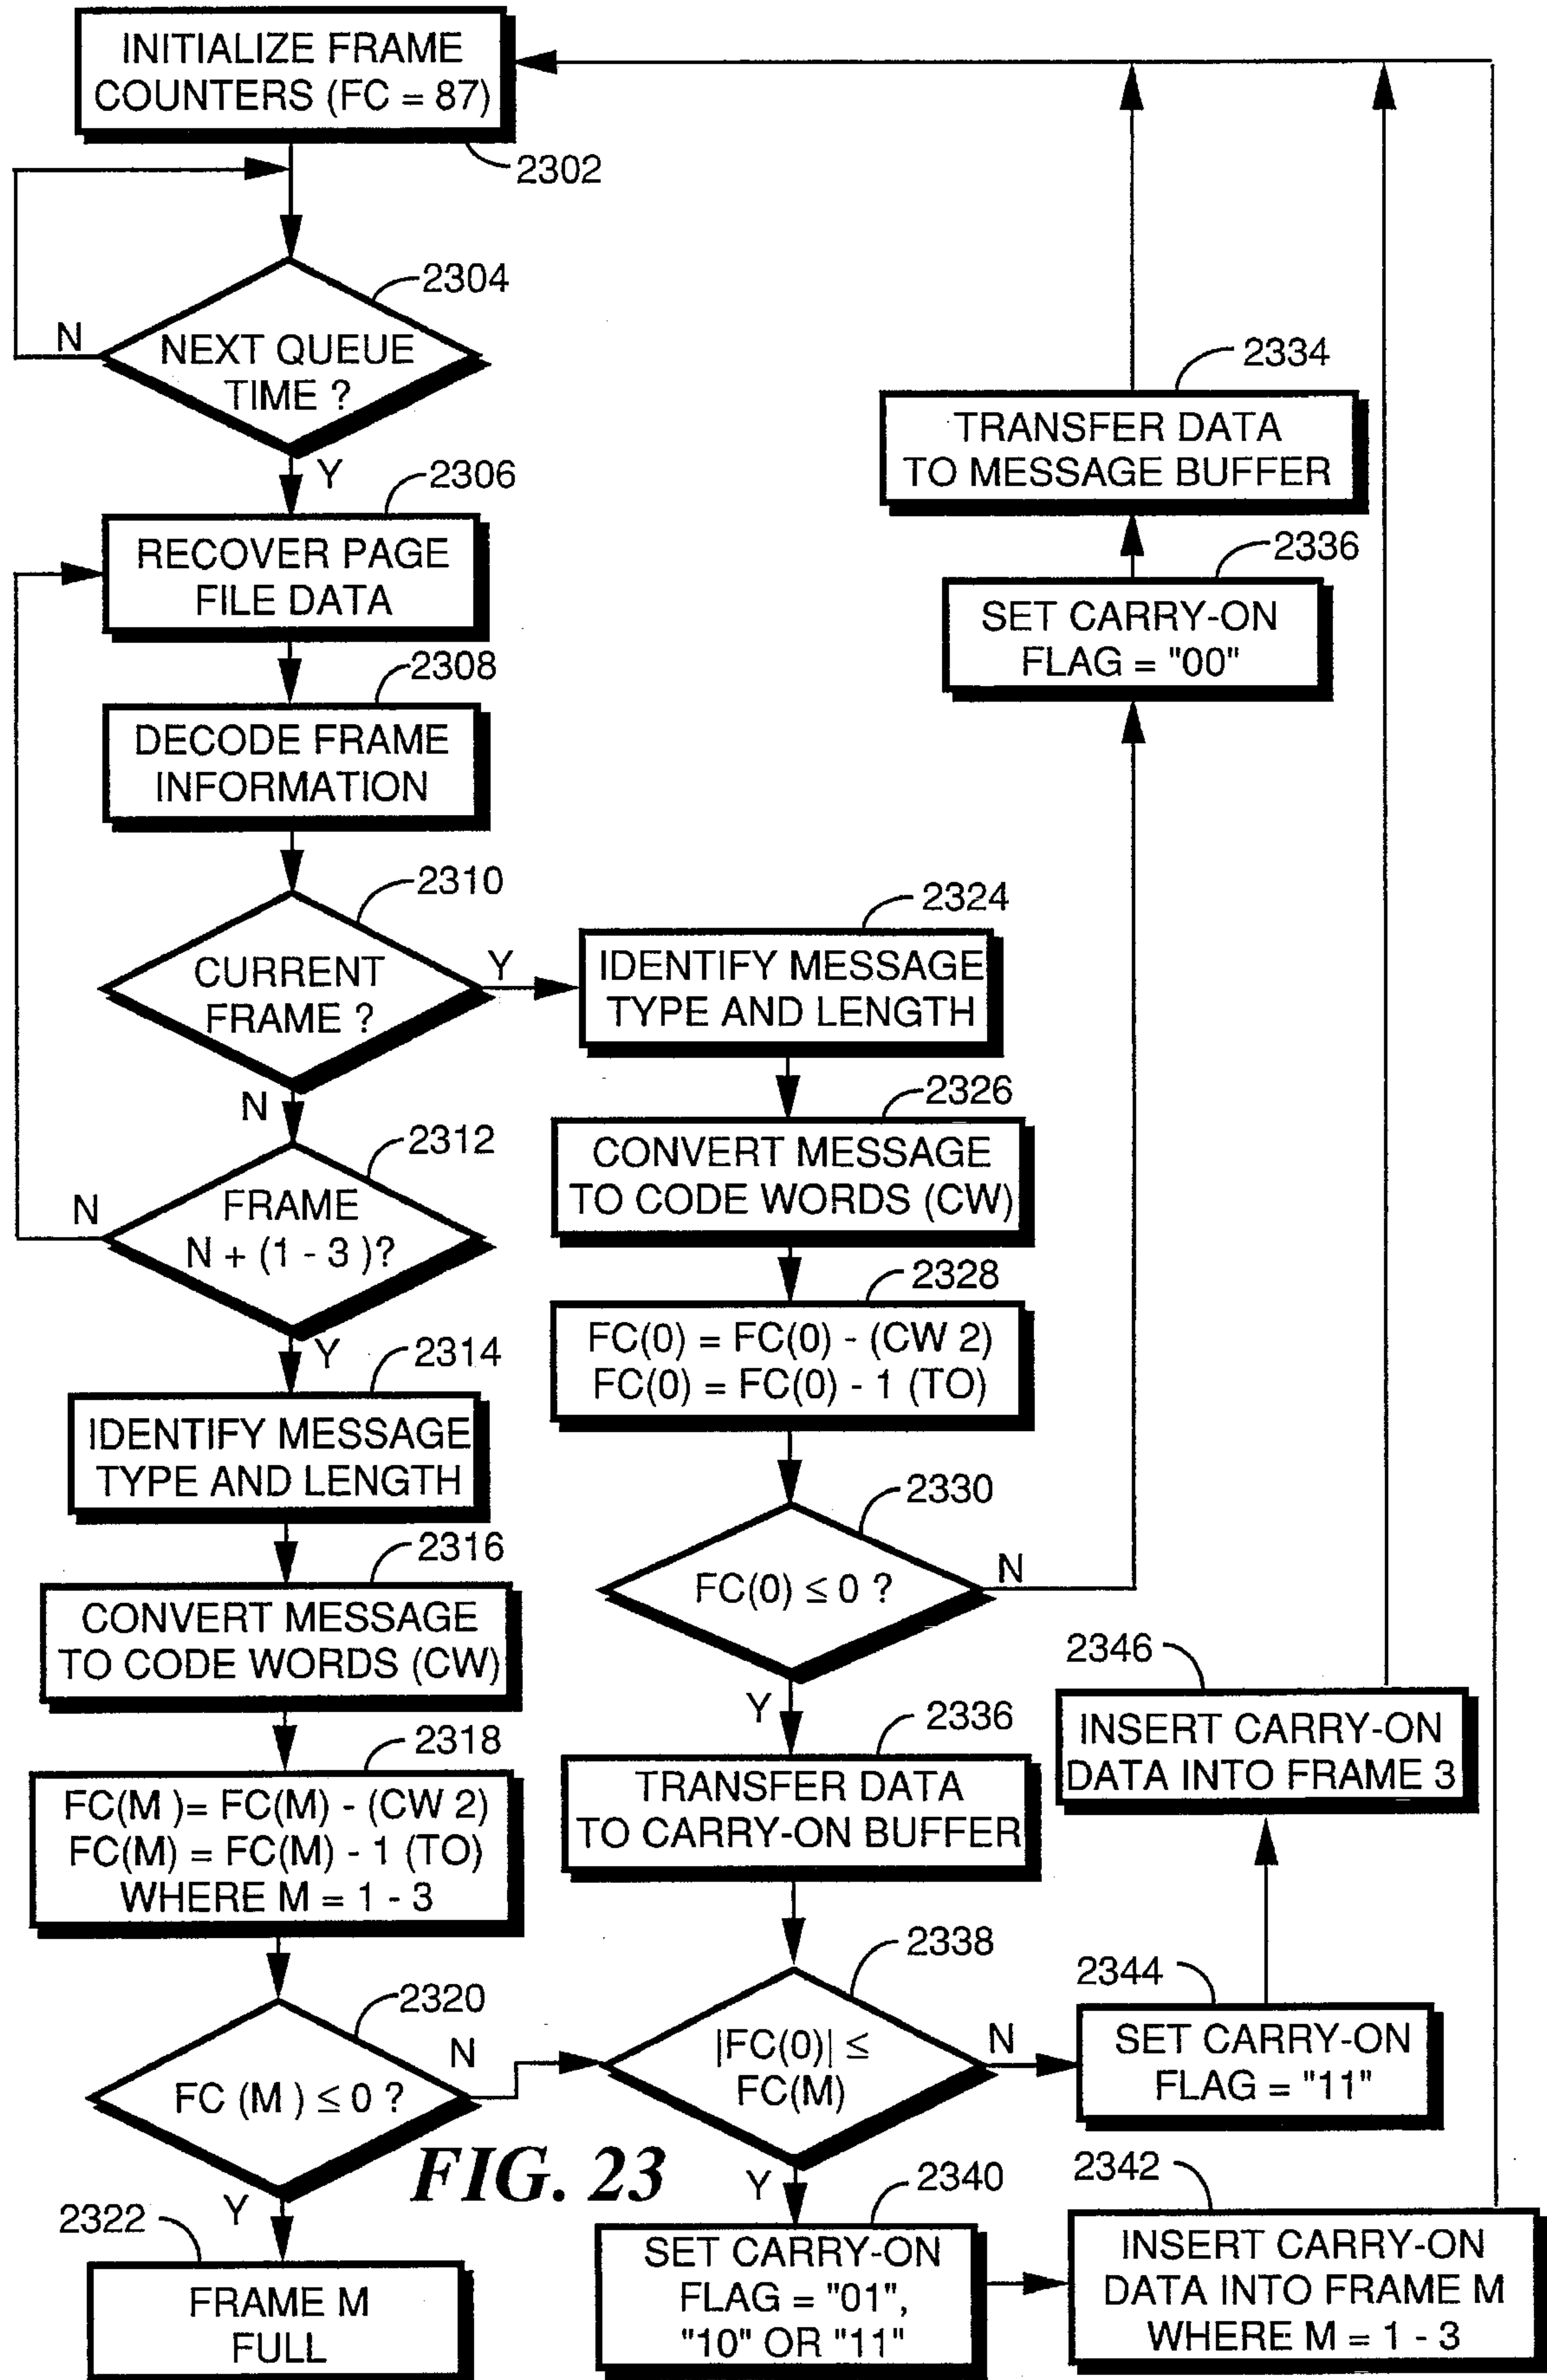 INITIALIZE FRAME
COUNTERS (FC = 87)
2302
2304
N
NEXT QUEUE
TIME ?
Y
2306
RECOVER PAGE
FILE DATA
2308
DECODE FRAME
INFORMATION
2310
CURRENT
FRAME ?
Y
N
2312
FRAME
N + (1 - 3 )?
N
Y
2314
IDENTIFY MESSAGE
TYPE AND LENGTH
2316
CONVERT MESSAGE
TO CODE WORDS (CW)
2318
FC(M )= FC(M) - (CW 2)
FC(M) = FC(M) - 1 (TO)
WHERE M = 1 - 3
2320
FC (M ) ≤ 0 ?
N
Y
2322
FRAME M
FULL
2324
IDENTIFY MESSAGE
TYPE AND LENGTH
2326
CONVERT MESSAGE
TO CODE WORDS (CW)
2328
FC(0) = FC(0) - (CW 2)
FC(0) = FC(0) - 1 (TO)
2330
FC(0) ≤ 0 ?
N
Y
2334
TRANSFER DATA
TO MESSAGE BUFFER
2336
SET CARRY-ON
FLAG = "00"
2336
TRANSFER DATA
TO CARRY-ON BUFFER
2338
|FC(0)| ≤
FC(M)
N
Y
2340
SET CARRY-ON
FLAG = "01",
"10" OR "11"
2342
INSERT CARRY-ON
DATA INTO FRAME M
WHERE M = 1 - 3
2344
SET CARRY-ON
FLAG = "11"
2346
INSERT CARRY-ON
DATA INTO FRAME 3
FIG. 23